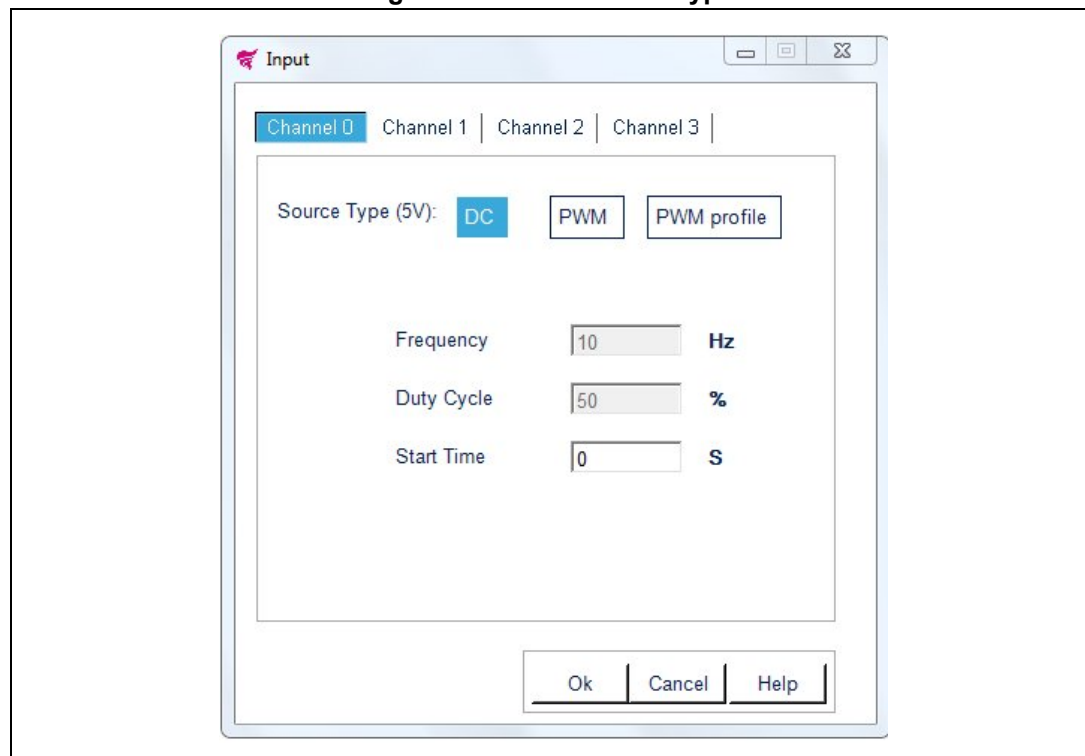 Input
Channel 0 Channel 1 Channel 2 Channel 3
Source Type (5V): DC PWM PWM profile
Frequency 10 Hz
Duty Cycle 50 %
Start Time 0 S
Ok Cancel Help